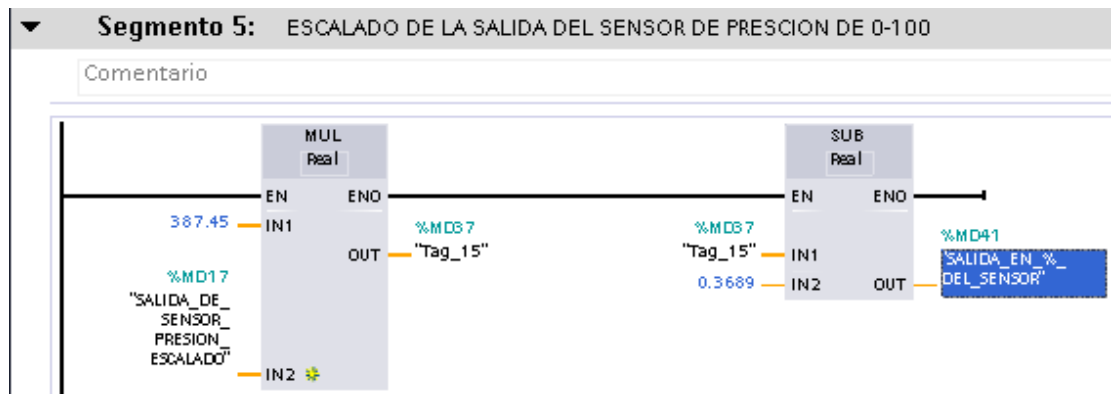 Segmento 5: ESCALADO DE LA SALIDA DEL SENSOR DE PRESCION DE 0-100
Comentario
MUL
Real
EN ENO
387.45 IN1
%MD37
OUT "Tag_15"
%MD17
"SALIDA_DE_
SENSOR_
PRESION_
ESCALADO"
IN2
SUB
Real
EN ENO
%MD37
"Tag_15" IN1
0.3689 IN2 OUT
%MD41
"SALIDA_EN_%_
DEL_SENSOR"